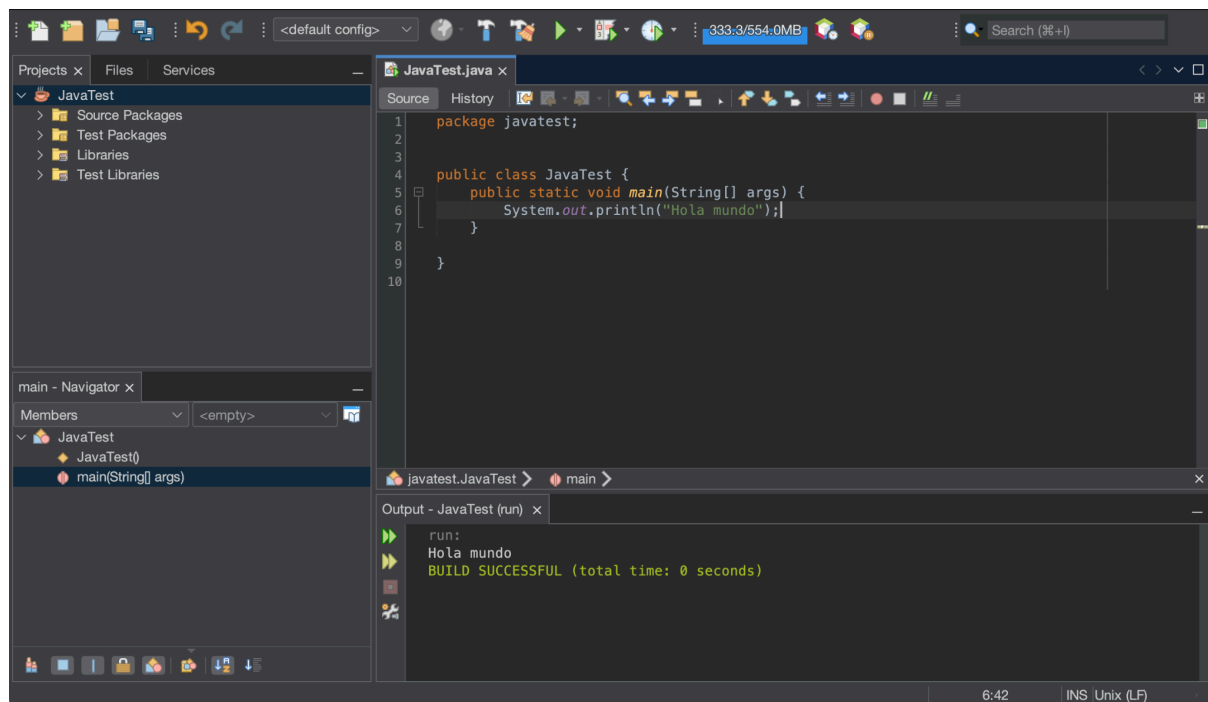 <default config>
333.3/554.0MB
Search (⌘+I)
Projects
Files
Services
JavaTest
Source Packages
Test Packages
Libraries
Test Libraries
JavaTest.java
Source
History
1 package javatest;
2
3
4 public class JavaTest {
5 public static void main(String[] args) {
6 System.out.println("Hola mundo");
7 }
8
9 }
10
javatest.JavaTest
main
main - Navigator
Members
<empty>
JavaTest
JavaTest()
main(String[] args)
Output - JavaTest (run)
run:
Hola mundo
BUILD SUCCESSFUL (total time: 0 seconds)
6:42
INS
Unix (LF)